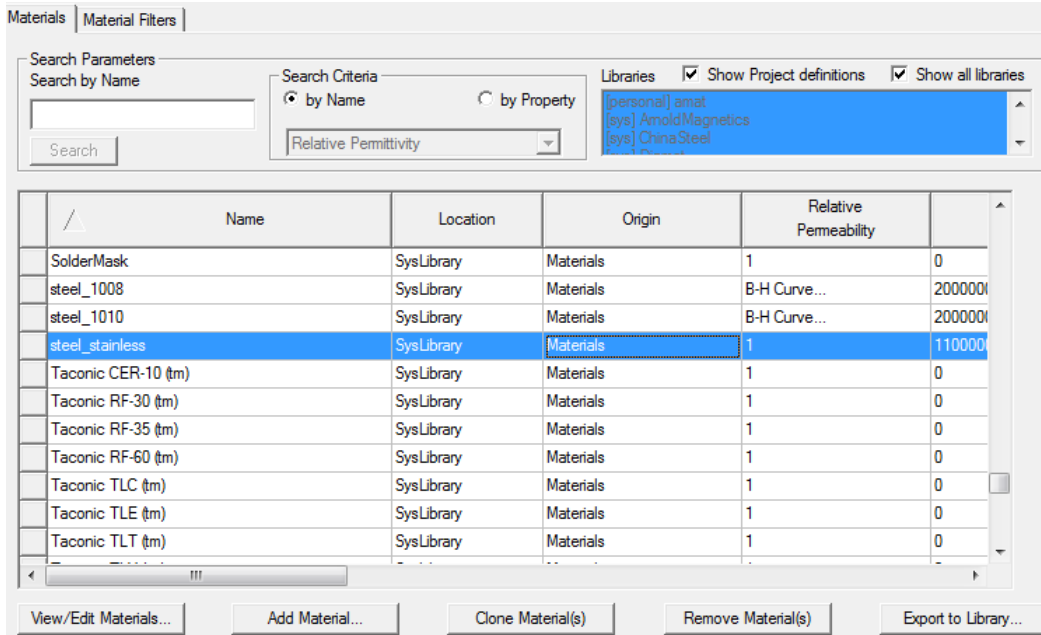 Materials Material Filters
Search Parameters
Search by Name
Search Criteria
by Name by Property
Libraries Show Project definitions Show all libraries
[personal] amat
[sys] ArnoldMagnetics
[sys] ChinaSteel
Relative Permittivity
Search
Name Location Origin Relative Permeability
SolderMask SysLibrary Materials 1 0
steel_1008 SysLibrary Materials B-H Curve... 2000000
steel_1010 SysLibrary Materials B-H Curve... 2000000
steel_stainless SysLibrary Materials 1 1100000
Taconic CER-10 (tm) SysLibrary Materials 1 0
Taconic RF-30 (tm) SysLibrary Materials 1 0
Taconic RF-35 (tm) SysLibrary Materials 1 0
Taconic RF-60 (tm) SysLibrary Materials 1 0
Taconic TLC (tm) SysLibrary Materials 1 0
Taconic TLE (tm) SysLibrary Materials 1 0
Taconic TLT (tm) SysLibrary Materials 1 0
View/Edit Materials... Add Material... Clone Material(s) Remove Material(s) Export to Library...